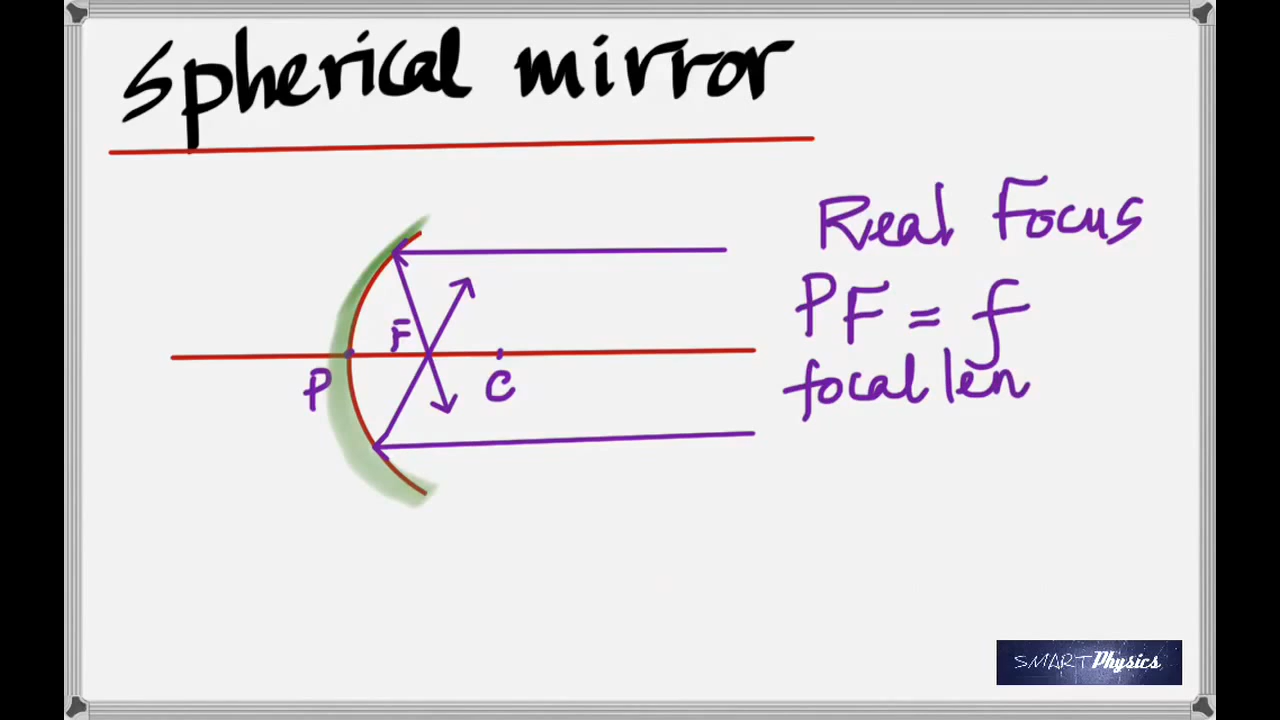 Spherical mirror
Real Focus
PF = f
focal len
F
P
C
SMART Physics